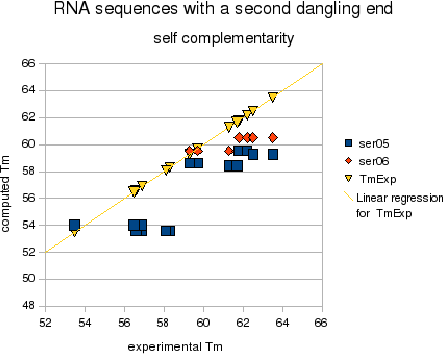 RNA sequences with a second dangling end
self complementarity
66
64
62
60
58
56
54
52
50
48
computed Tm
52
54
56
58
60
62
64
66
experimental Tm
ser05
ser06
TmExp
Linear regression
for TmExp